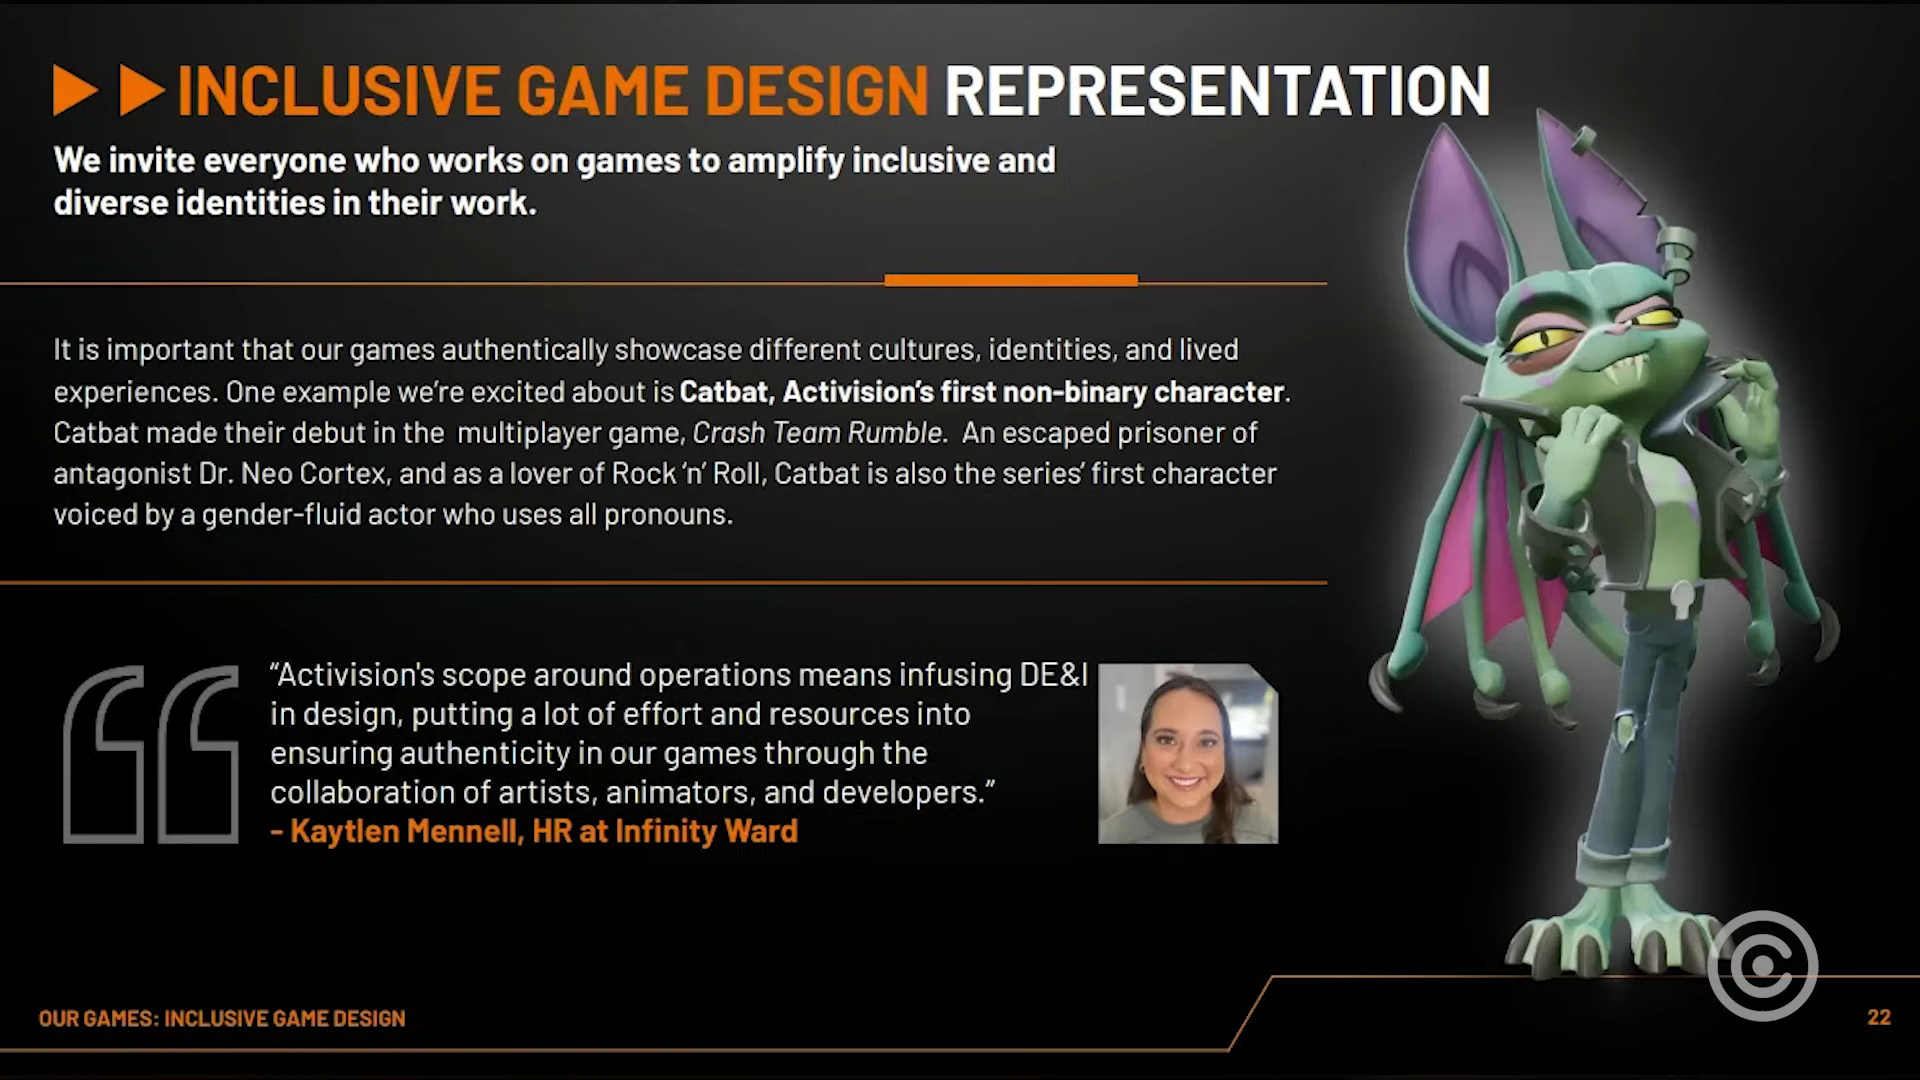 INCLUSIVE GAME DESIGN REPRESENTATION
We invite everyone who works on games to amplify inclusive and
diverse identities in their work.
It is important that our games authentically showcase different cultures, identities, and lived
experiences. One example we’re excited about is Catbat, Activision’s first non-binary character.
Catbat made their debut in the multiplayer game, Crash Team Rumble. An escaped prisoner of
antagonist Dr. Neo Cortex, and as a lover of Rock ‘n’ Roll, Catbat is also the series’ first character
voiced by a gender-fluid actor who uses all pronouns.
“Activision's scope around operations means infusing DE&I
in design, putting a lot of effort and resources into
ensuring authenticity in our games through the
collaboration of artists, animators, and developers.”
- Kaytlen Mennell, HR at Infinity Ward
OUR GAMES: INCLUSIVE GAME DESIGN
22